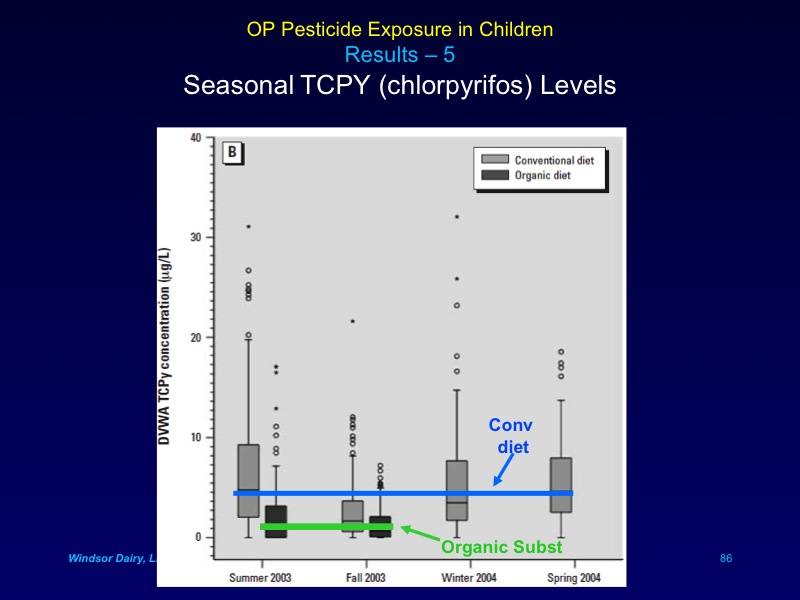 OP Pesticide Exposure in Children
Results – 5
Seasonal TCPY (chlorpyrifos) Levels
B
Conventional diet
Organic diet
DVWA TCPy concentration (µg/L)
40
30
20
10
0
Conv
diet
Organic Subst
Summer 2003
Fall 2003
Winter 2004
Spring 2004
Windsor Dairy, L
86